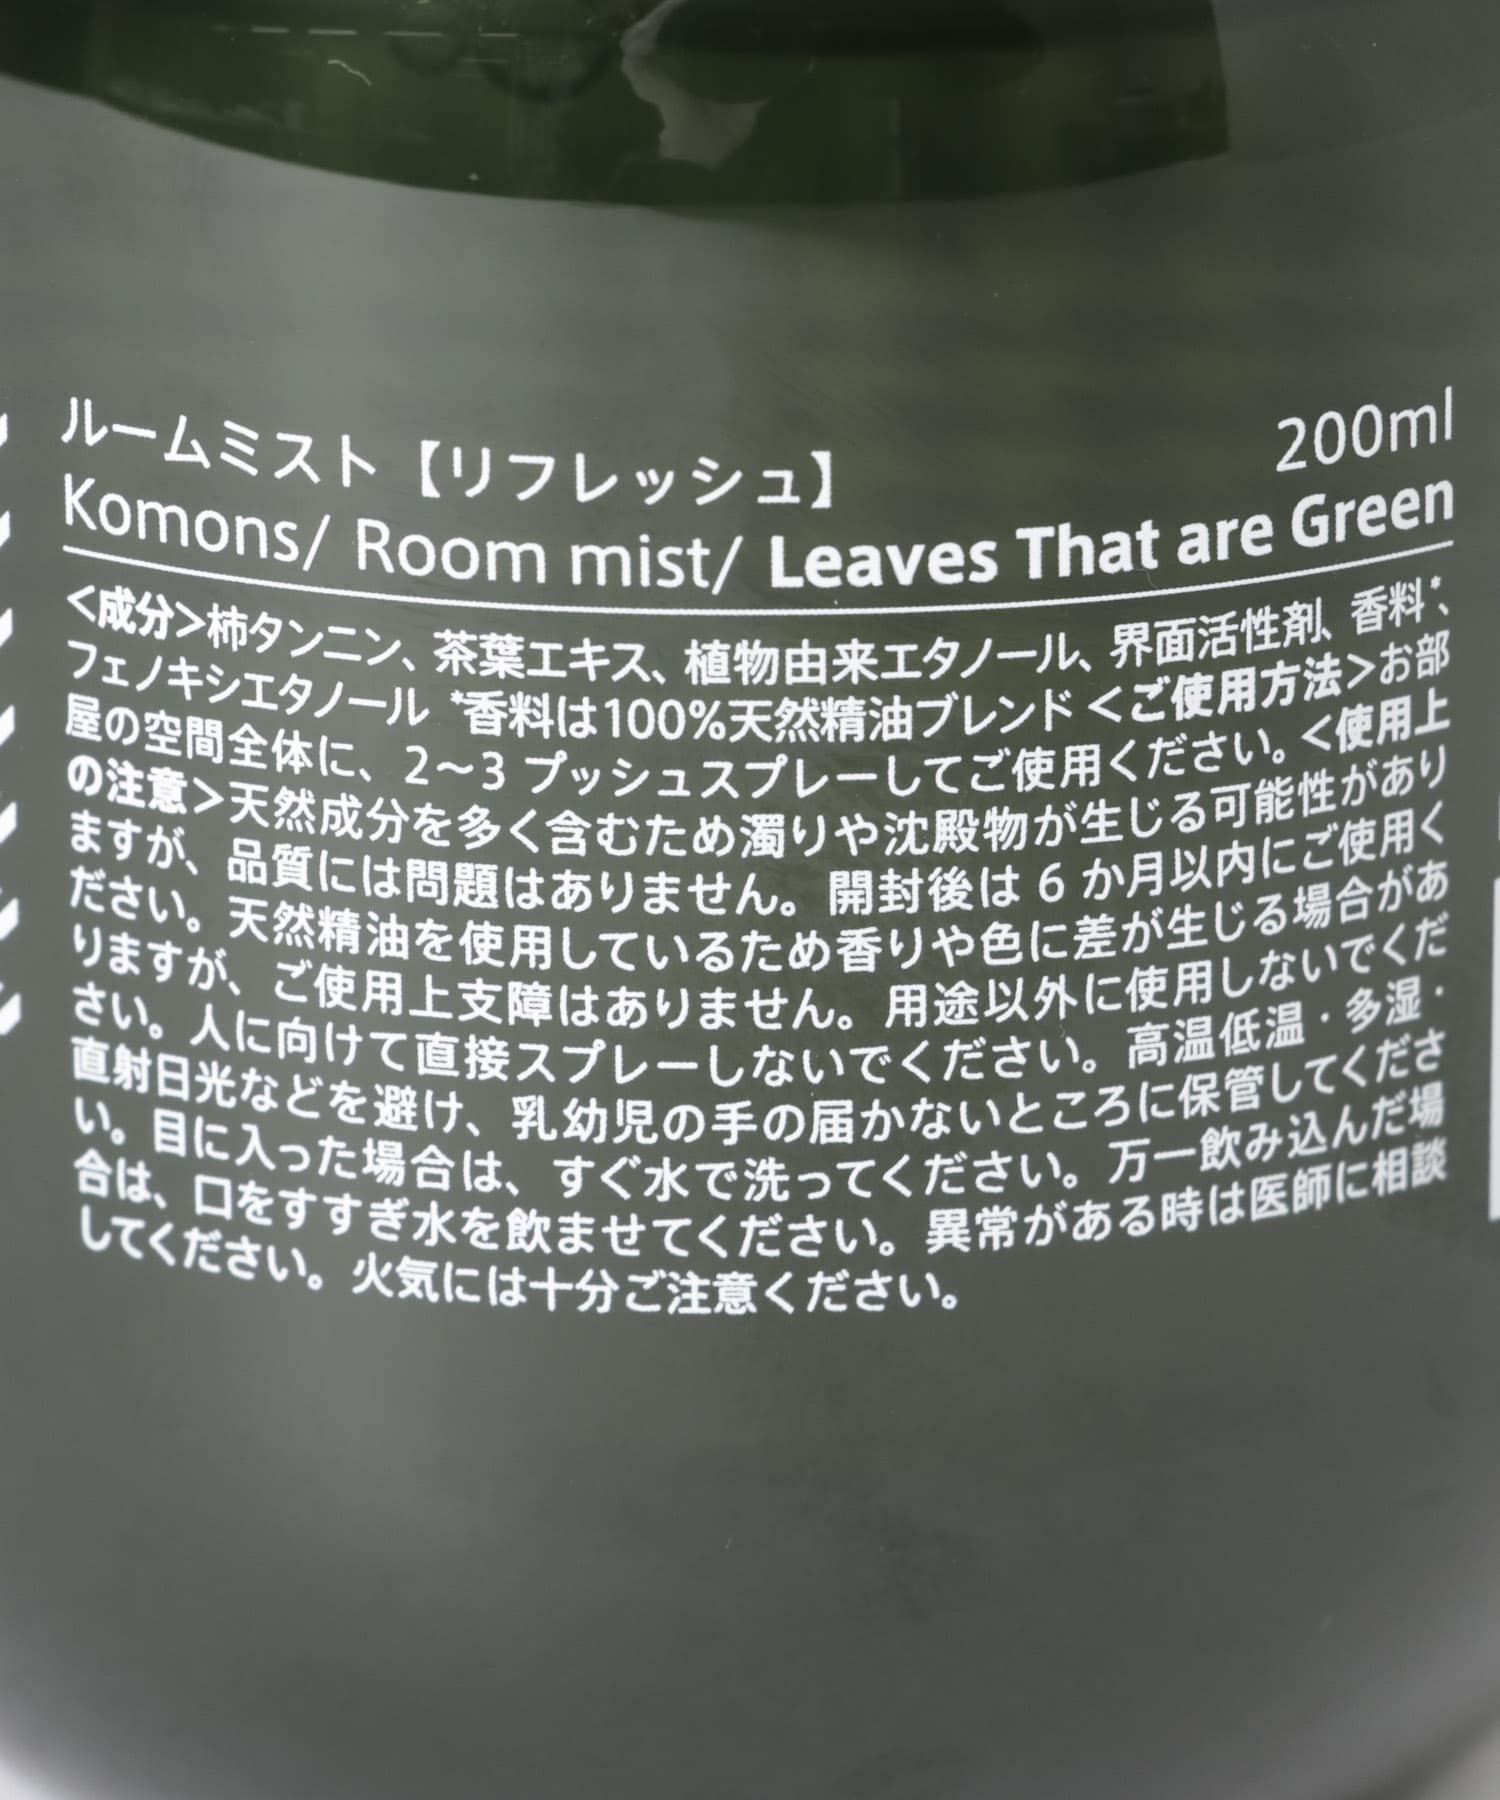 ルームミスト【リフレッシュ】 200ml
Komons/ Room mist/ Leaves That are Green
<成分>柿タンニン、茶葉エキス、植物由来エタノール、界面活性剤、香料*、
フェノキシエタノール *香料は100%天然精油ブレンド <ご使用方法>お部
屋の空間全体に、2〜3 プッシュスプレーしてご使用ください。<使用上
の注意>天然成分を多く含むため濁りや沈殿物が生じる可能性があり
ますが、品質には問題はありません。開封後は 6 か月以内にご使用く
ださい。天然精油を使用しているため香りや色に差が生じる場合があ
りますが、ご使用上支障はありません。用途以外に使用しないでくだ
さい。人に向けて直接スプレーしないでください。高温低温・多湿・
直射日光などを避け、乳幼児の手の届かないところに保管してくださ
い。目に入った場合は、すぐ水で洗ってください。万一飲み込んだ場
合は、口をすすぎ水を飲ませてください。異常がある時は医師に相談
してください。火気には十分ご注意ください。